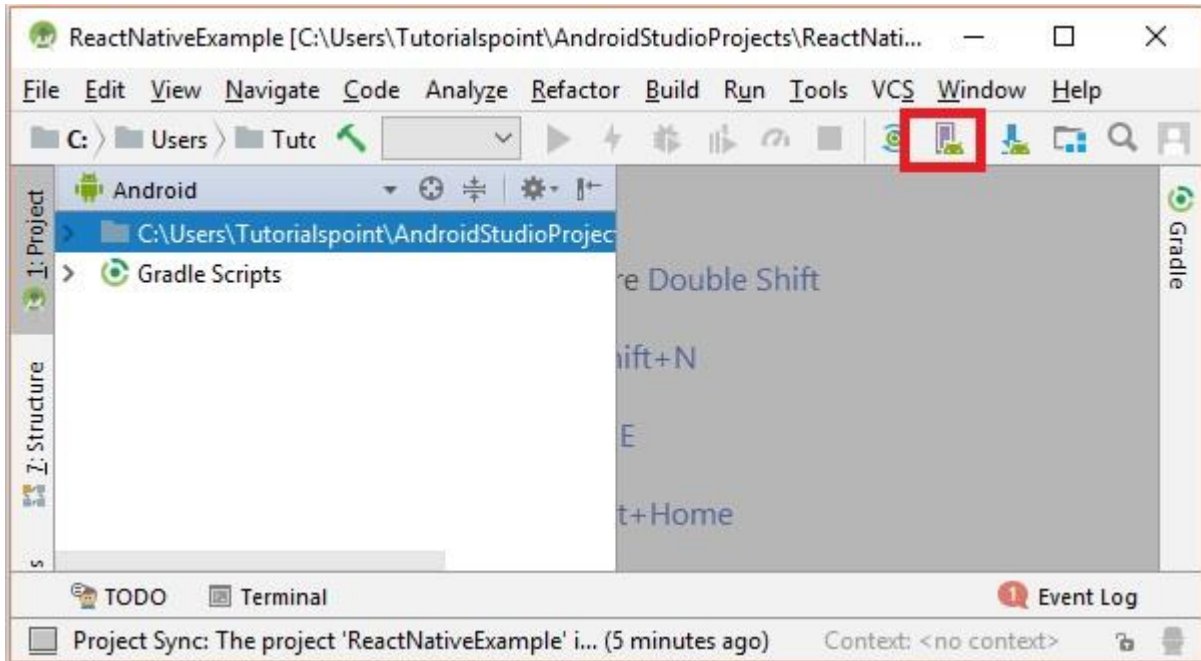 ReactNativeExample [C:\Users\Tutorialspoint\AndroidStudioProjects\ReactNati...
File Edit View Navigate Code Analyze Refactor Build Run Tools VCS Window Help
C: Users Tutc
1: Project
Android
C:\Users\Tutorialspoint\AndroidStudioProjec
Gradle Scripts
7: Structure
s
re Double Shift
ift+N
E
t+Home
Gradle
TODO Terminal 1 Event Log
Project Sync: The project 'ReactNativeExample' i... (5 minutes ago) Context: <no context>